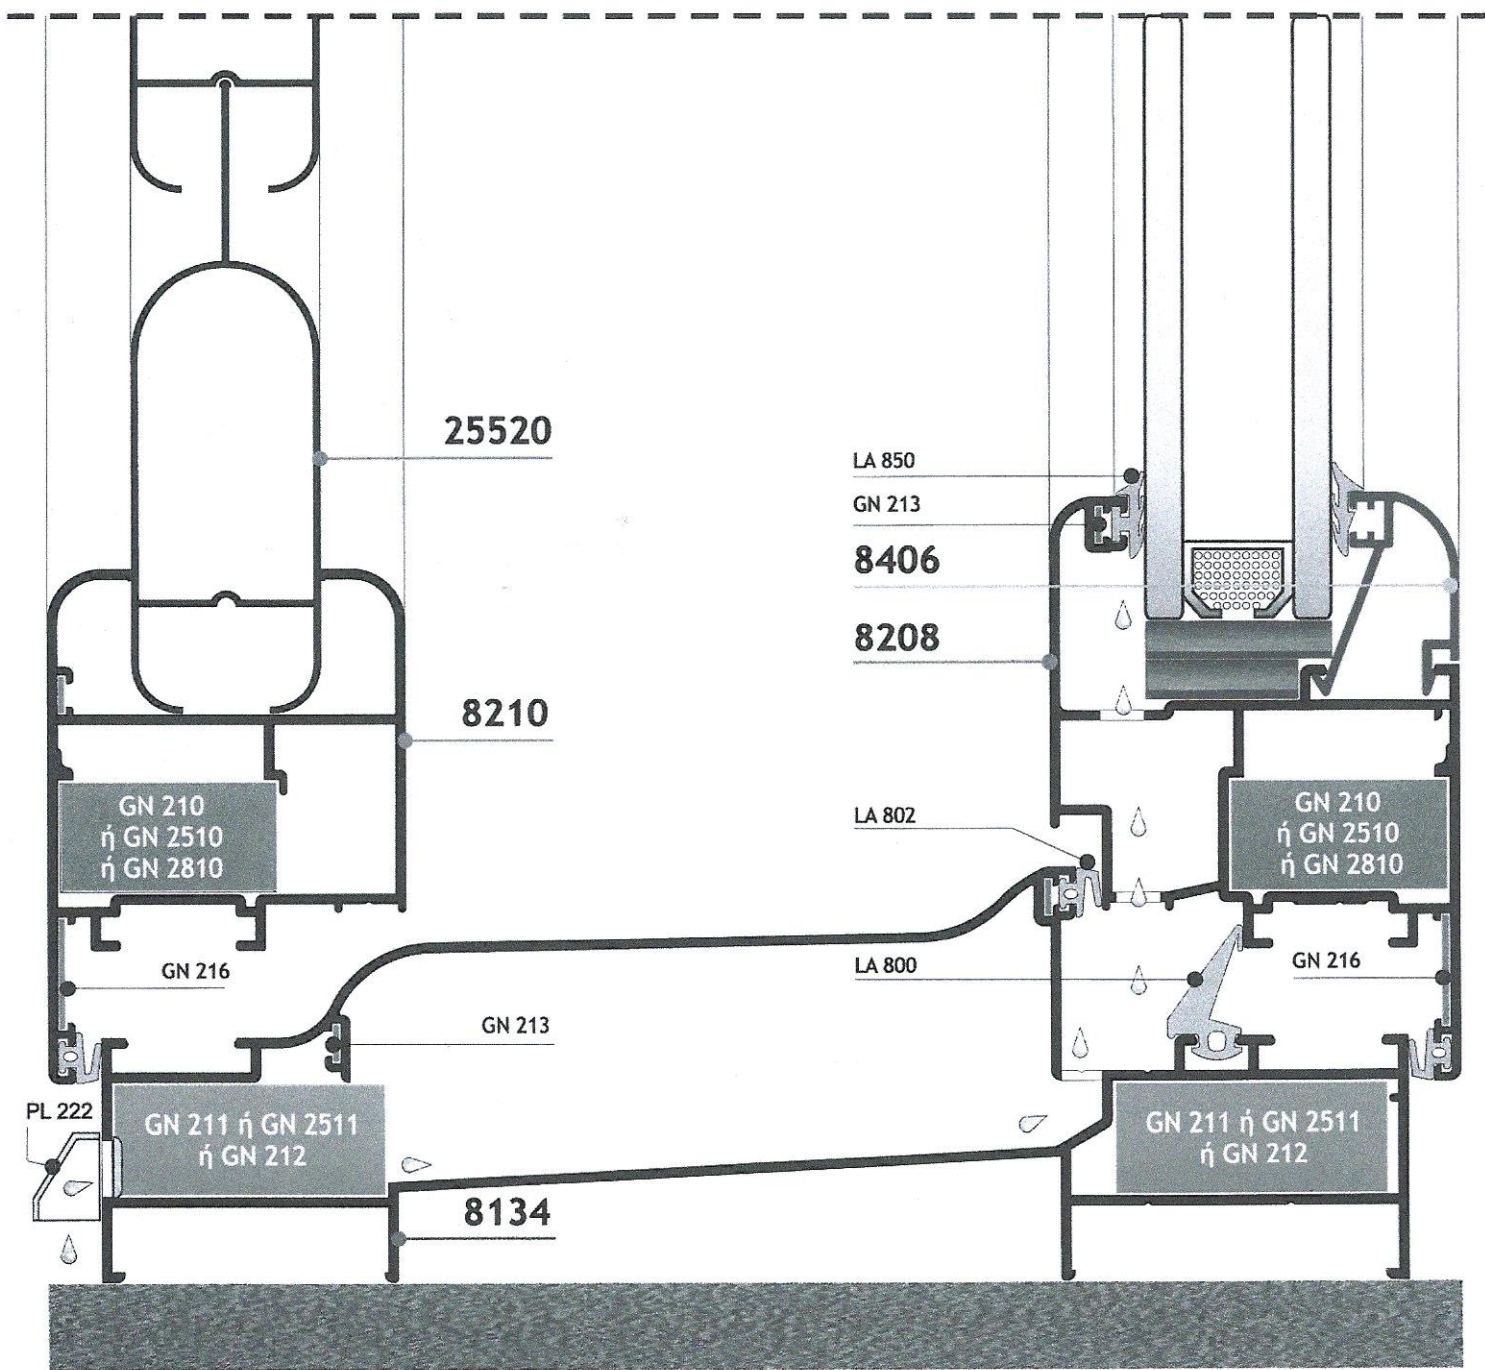 25520
LA 850
GN 213
8406
8208
8210
GN 210
ή GN 2510
ή GN 2810
LA 802
GN 210
ή GN 2510
ή GN 2810
GN 216
LA 800
GN 216
GN 213
PL 222
GN 211 ή GN 2511
ή GN 212
GN 211 ή GN 2511
ή GN 212
8134